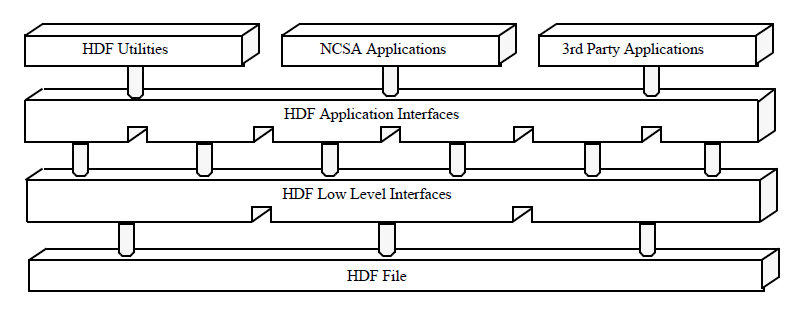 HDF Utilities
NCSA Applications
3rd Party Applications
HDF Application Interfaces
HDF Low Level Interfaces
HDF File